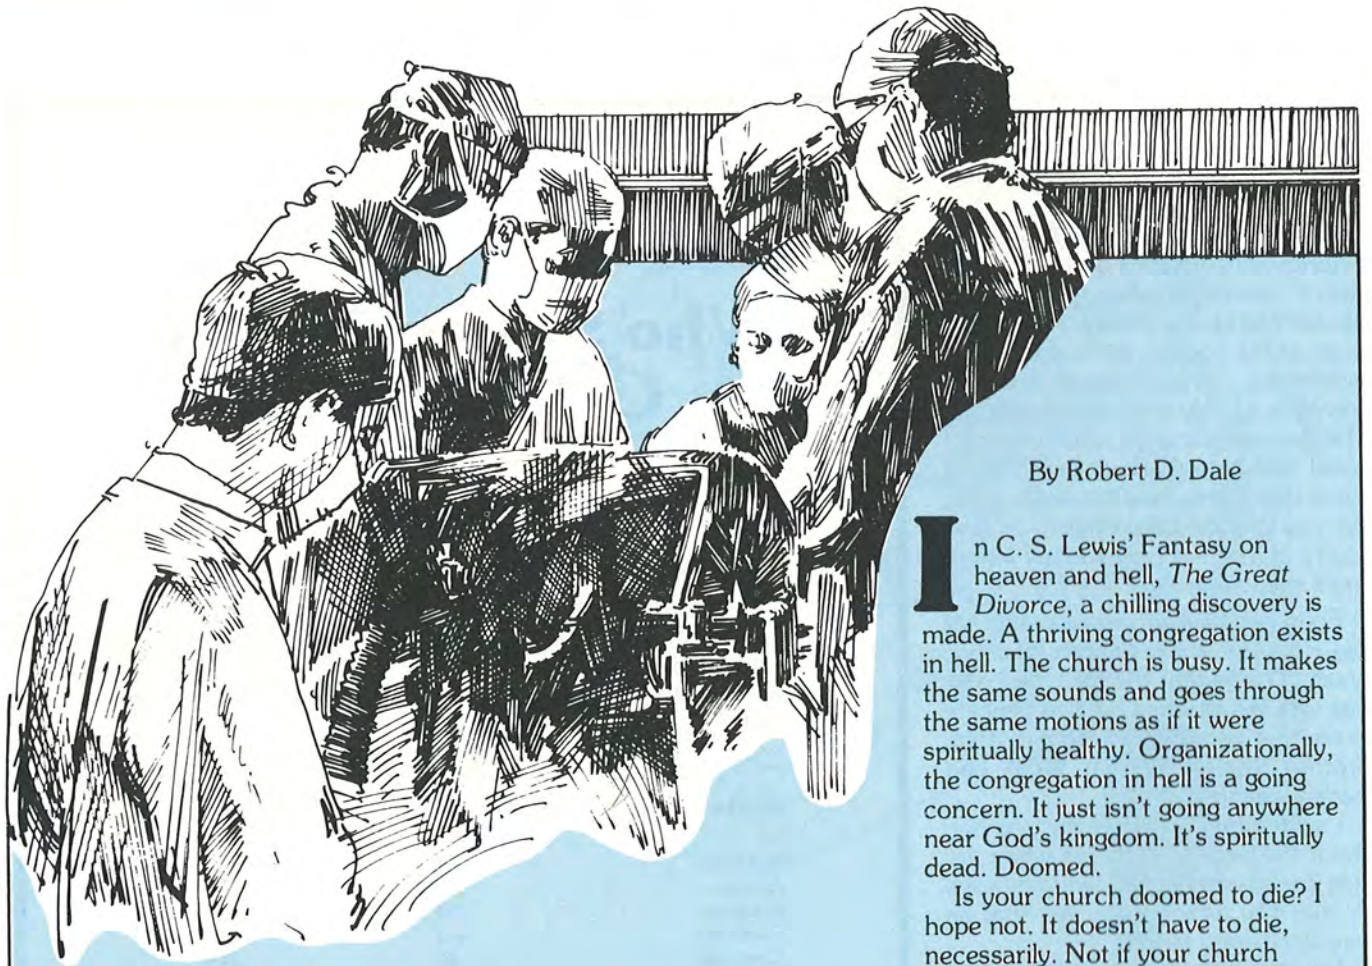 By Robert D. Dale
In C. S. Lewis' Fantasy on
heaven and hell, The Great
Divorce, a chilling discovery is
made. A thriving congregation exists
in hell. The church is busy. It makes
the same sounds and goes through
the same motions as if it were
spiritually healthy. Organizationally,
the congregation in hell is a going
concern. It just isn't going anywhere
near God's kingdom. It's spiritually
dead. Doomed.
Is your church doomed to die? I
hope not. It doesn't have to die,
necessarily. Not if your church